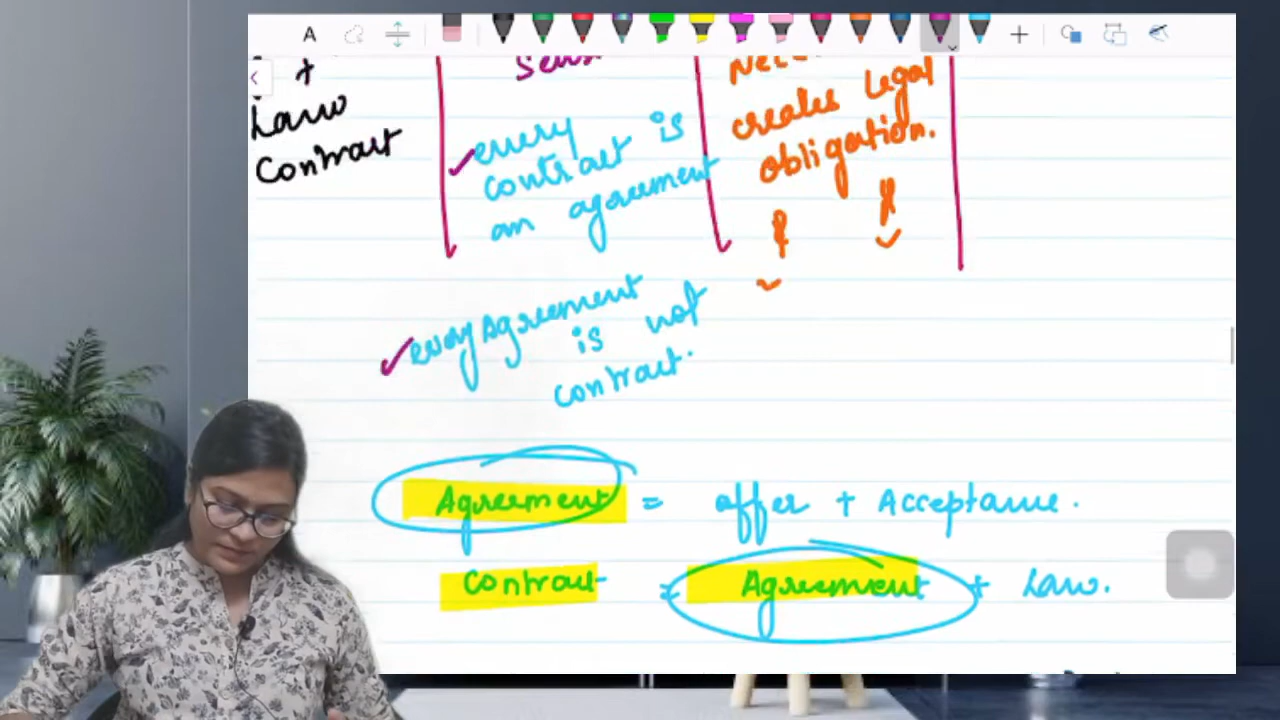 A
+
Law
Contract
Sens
every
contract is
an agreement
creates legal
obligation.
every Agreement
is not
contract.
Agreement = offer + Acceptance.
Contract = Agreement + Law.